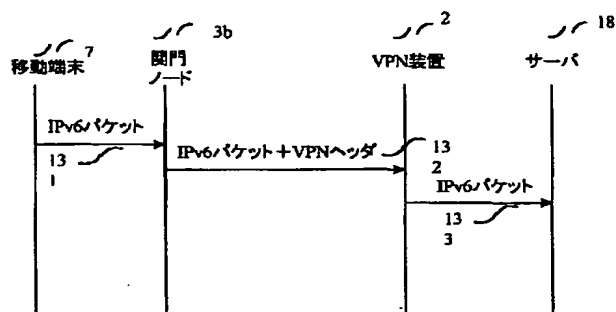 7
移動端末
3b
関門
ノード
2
VPN装置
18
サーバ
IPv6パケット
13
1
IPv6パケット+VPNヘッダ
13
2
IPv6パケット
13
3